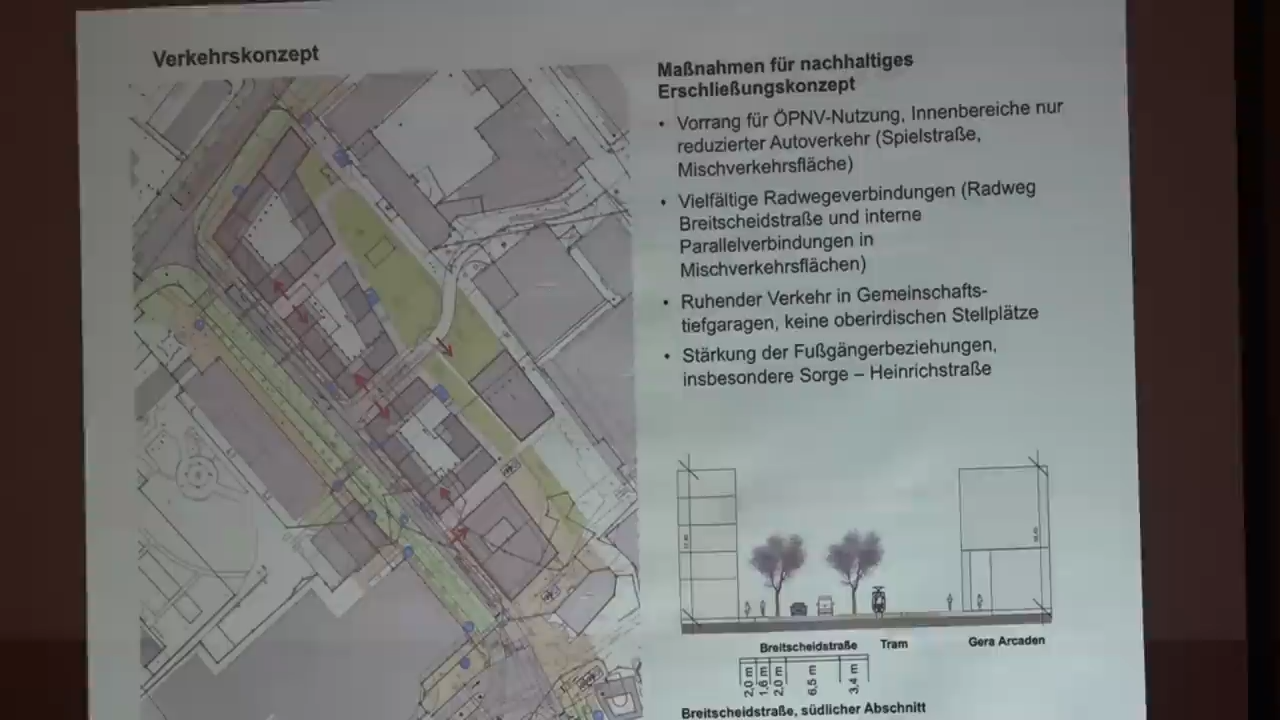 Verkehrskonzept
Maßnahmen für nachhaltiges
Erschließungskonzept
• Vorrang für ÖPNV-Nutzung, Innenbereiche nur
reduzierter Autoverkehr (Spielstraße,
Mischverkehrsfläche)
• Vielfältige Radwegeverbindungen (Radweg
Breitscheidstraße und interne
Parallelverbindungen in
Mischverkehrsflächen)
• Ruhender Verkehr in Gemeinschafts-
tiefgaragen, keine oberirdischen Stellplätze
• Stärkung der Fußgängerbeziehungen,
insbesondere Sorge – Heinrichstraße
Breitscheidstraße Tram Gera Arcaden
2,0 m 1,6 m 2,0 m 6,5 m 3,4 m
Breitscheidstraße, südlicher Abschnitt